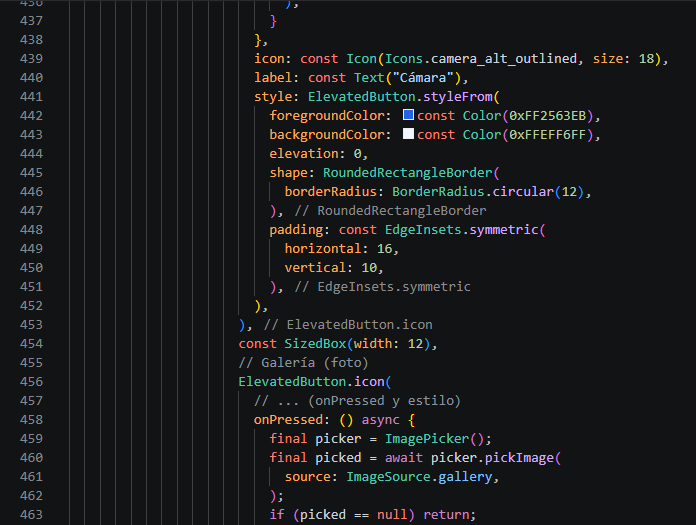 436 ),
437 }
438 },
439 icon: const Icon(Icons.camera_alt_outlined, size: 18),
440 label: const Text("Cámara"),
441 style: ElevatedButton.styleFrom(
442 foregroundColor: const Color(0xFF2563EB),
443 backgroundColor: const Color(0xFFEFF6FF),
444 elevation: 0,
445 shape: RoundedRectangleBorder(
446 borderRadius: BorderRadius.circular(12),
447 ), // RoundedRectangleBorder
448 padding: const EdgeInsets.symmetric(
449 horizontal: 16,
450 vertical: 10,
451 ), // EdgeInsets.symmetric
452 ),
453 ), // ElevatedButton.icon
454 const SizedBox(width: 12),
455 // Galería (foto)
456 ElevatedButton.icon(
457 // ... (onPressed y estilo)
458 onPressed: () async {
459 final picker = ImagePicker();
460 final picked = await picker.pickImage(
461 source: ImageSource.gallery,
462 );
463 if (picked == null) return;